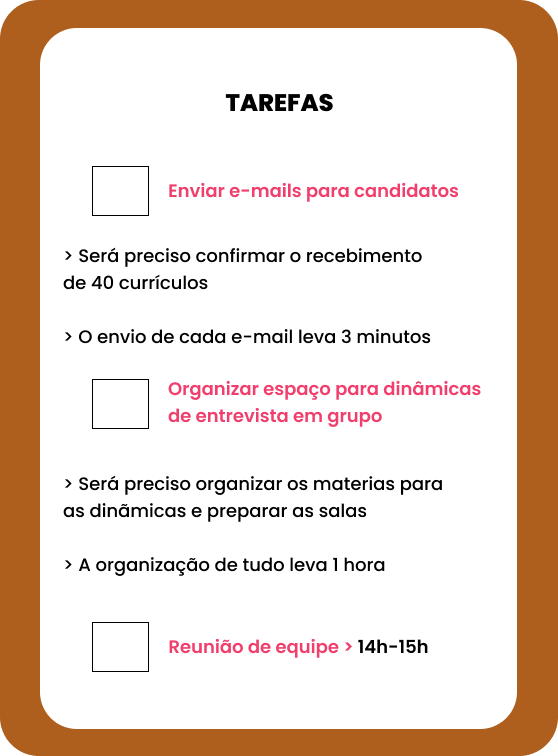 TAREFAS
Enviar e-mails para candidatos
> Será preciso confirmar o recebimento
de 40 currículos
> O envio de cada e-mail leva 3 minutos
Organizar espaço para dinâmicas
de entrevista em grupo
> Será preciso organizar os materias para
as dinâmicas e preparar as salas
> A organização de tudo leva 1 hora
Reunião de equipe > 14h-15h